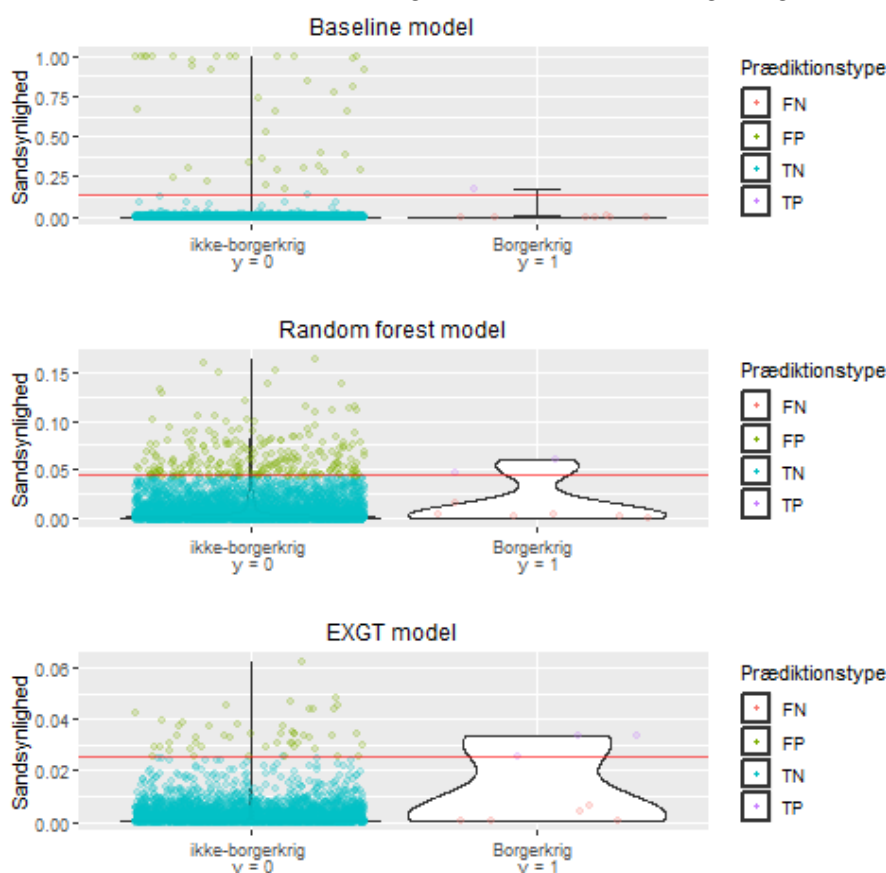 Baseline model
Sandsynlighed
1.00
0.75
0.50
0.25
0.00
ikke-borgerkrig
y = 0
Borgerkrig
y = 1
Prædiktionstype
FN
FP
TN
TP
Random forest model
Sandsynlighed
0.15
0.10
0.05
0.00
ikke-borgerkrig
y = 0
Borgerkrig
y = 1
Prædiktionstype
FN
FP
TN
TP
EXGT model
Sandsynlighed
0.06
0.04
0.02
0.00
ikke-borgerkrig
y = 0
Borgerkrig
y = 1
Prædiktionstype
FN
FP
TN
TP